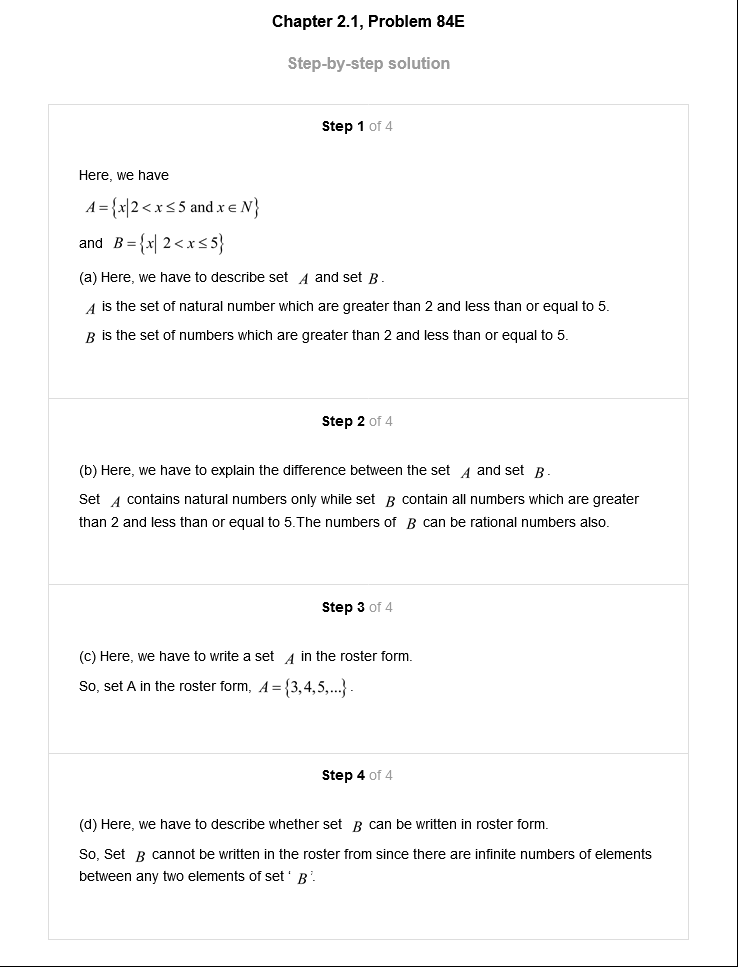 Chapter 2.1, Problem 84E
Step-by-step solution
Step 1 of 4
Here, we have
A = {x|2 < x ≤ 5 and x ∈ N}
and B = {x| 2 < x ≤ 5}
(a) Here, we have to describe set A and set B.
A is the set of natural number which are greater than 2 and less than or equal to 5.
B is the set of numbers which are greater than 2 and less than or equal to 5.
Step 2 of 4
(b) Here, we have to explain the difference between the set A and set B.
Set A contains natural numbers only while set B contain all numbers which are greater
than 2 and less than or equal to 5.The numbers of B can be rational numbers also.
Step 3 of 4
(c) Here, we have to write a set A in the roster form.
So, set A in the roster form, A = {3,4,5,...}.
Step 4 of 4
(d) Here, we have to describe whether set B can be written in roster form.
So, Set B cannot be written in the roster from since there are infinite numbers of elements
between any two elements of set ‘ B ’.